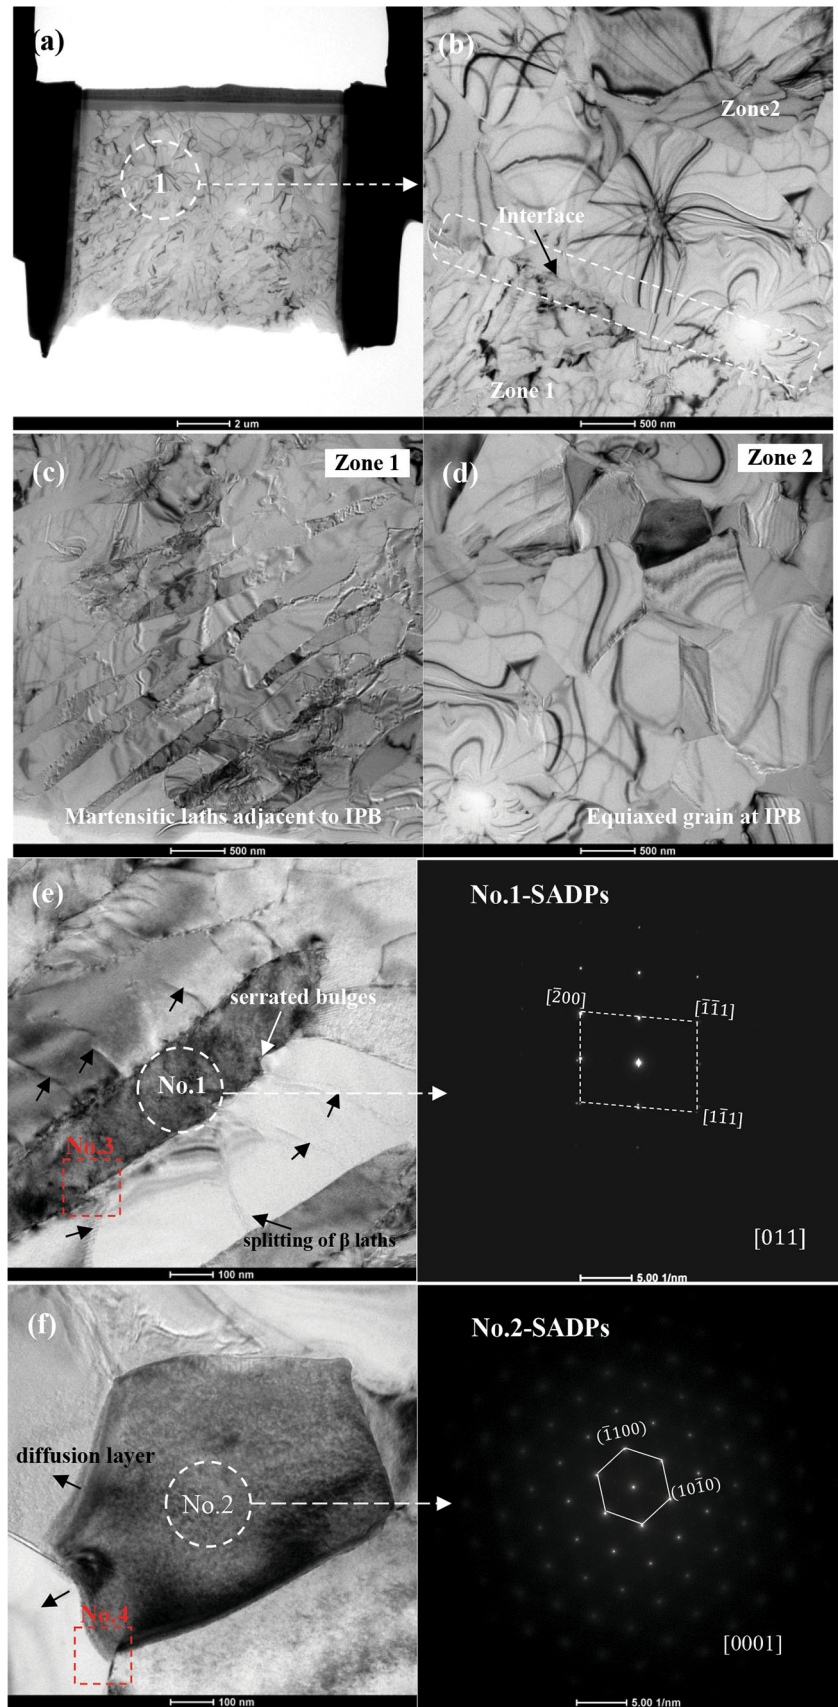 (a)
1
2 um
(b)
Zone2
Interface
Zone 1
500 nm
(c)
Zone 1
Martensitic laths adjacent to IPB
500 nm
(d)
Zone 2
Equiaxed grain at IPB
500 nm
(e)
serrated bulges
No.1
No.3
splitting of β laths
100 nm
No.1-SADPs
[2̄00]
[1̄1̄1]
[11̄1]
[011]
5.00 1/nm
(f)
diffusion layer
No.2
No.4
100 nm
No.2-SADPs
(1̄100)
(101̄0)
[0001]
5.00 1/nm